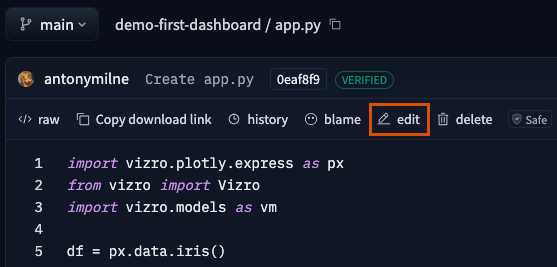 main demo-first-dashboard / app.py
antonymilne Create app.py 0eaf8f9 VERIFIED
</> raw Copy download link history blame edit delete Safe
1 import vizro.plotly.express as px
2 from vizro import Vizro
3 import vizro.models as vm
4
5 df = px.data.iris()